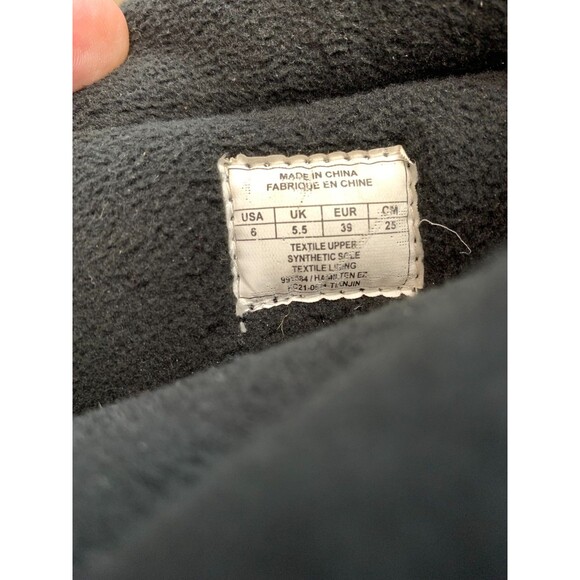 MADE IN CHINA
FABRIQUE EN CHINE
USA UK EUR CM
6 5.5 39 25
TEXTILE UPPER
SYNTHETIC SOLE
TEXTILE LINING
TIANJIN